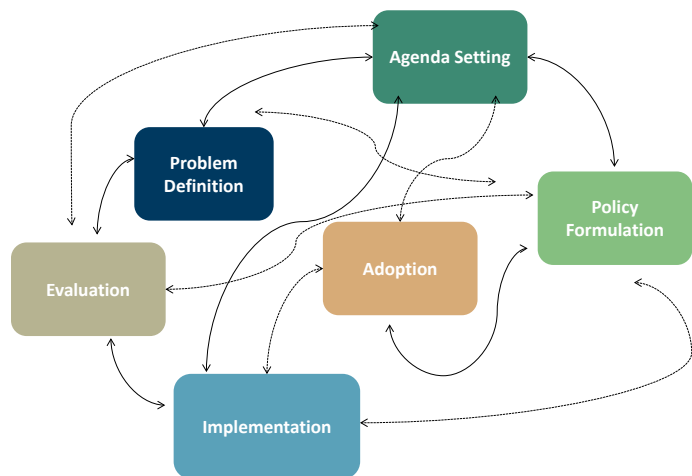 Agenda Setting
Problem
Definition
Policy
Formulation
Adoption
Evaluation
Implementation